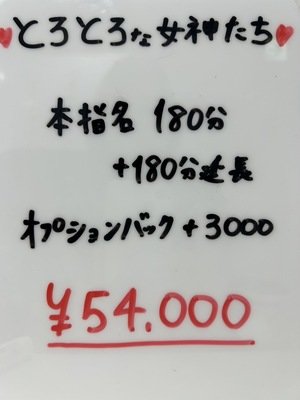 ♥とろとろな女神たち♥
本指名 180分
+180分延長
オプションバック+3000
¥54.000